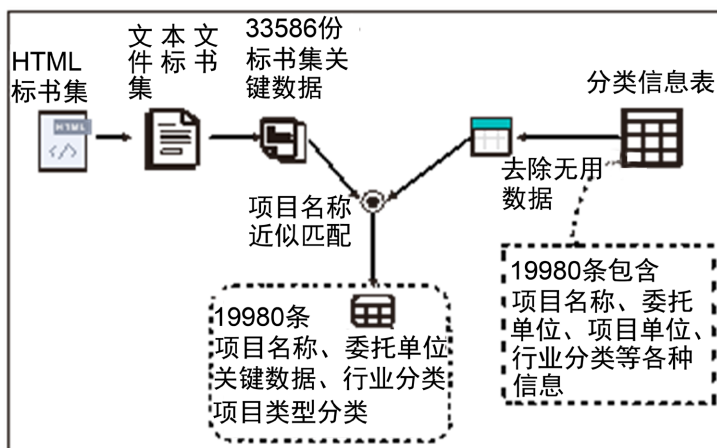 HTML
标书集
文本标文
件 书
集
33586份
标书集关
键数据
分类信息表
HTML
</>
去除无用
数据
项目名称
近似匹配
19980条
项目名称、委托单位
关键数据、行业分类
项目类型分类
19980条包含
项目名称、委托
单位、项目单位、
行业分类等各种
信息